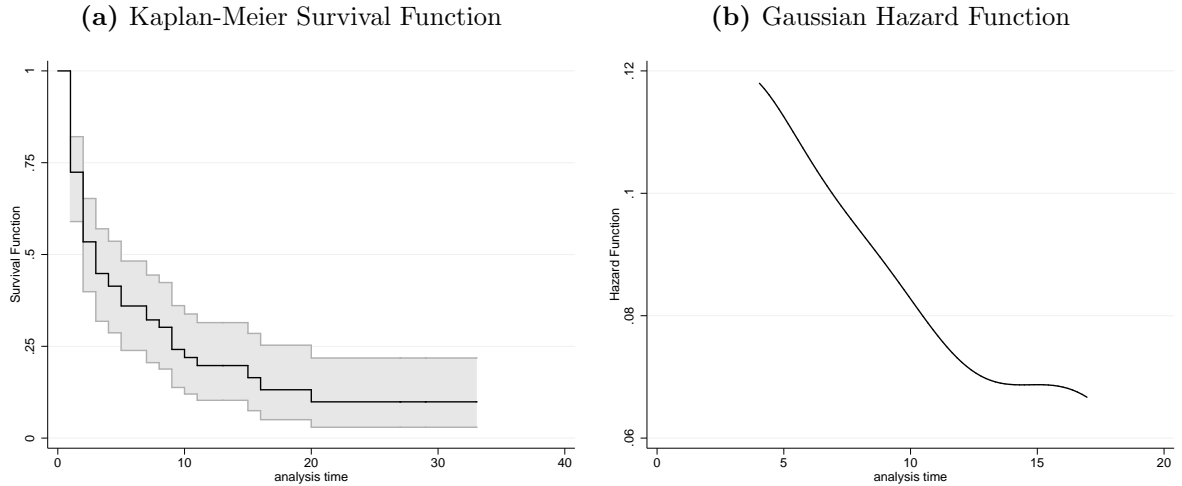 (a) Kaplan-Meier Survival Function
1
.75
.5
.25
0
Survival Function
0 10 20 30 40
analysis time
(b) Gaussian Hazard Function
.12
.1
.08
.06
Hazard Function
0 5 10 15 20
analysis time